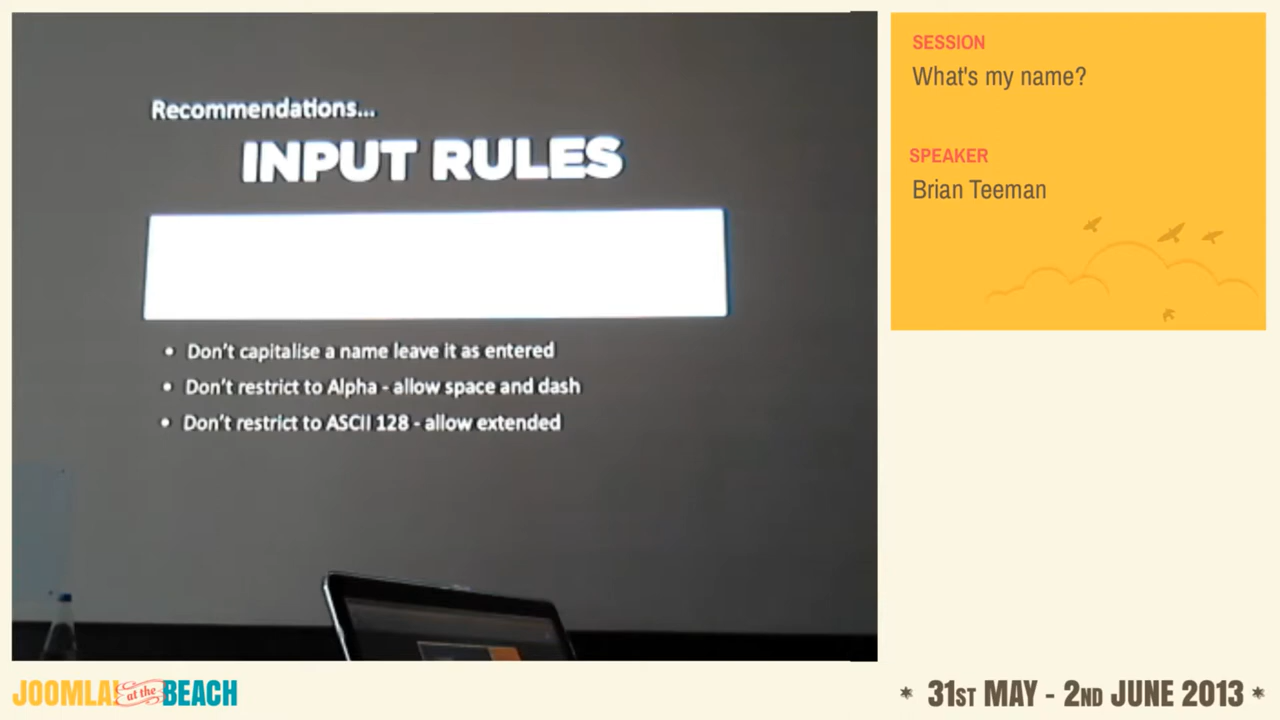 Recommendations...
INPUT RULES
• Don't capitalise a name leave it as entered
• Don't restrict to Alpha - allow space and dash
• Don't restrict to ASCII 128 - allow extended
SESSION
What's my name?
SPEAKER
Brian Teeman
JOOMLA! at the BEACH
* 31ST MAY - 2ND JUNE 2013 *